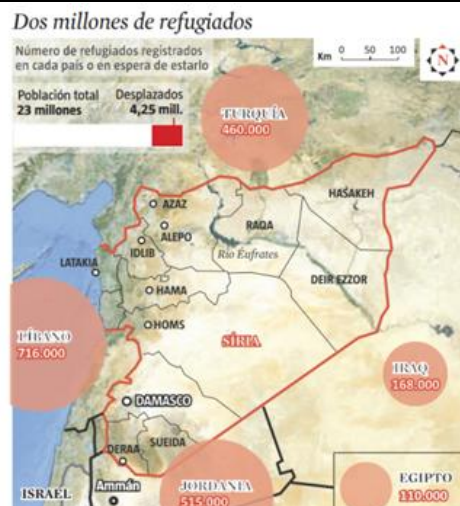 Dos millones de refugiados
Número de refugiados registrados
en cada país o en espera de estarlo
Población total
23 millones
Desplazados
4,25 mill.
Km 0 50 100
N
TURQUÍA
460.000
HASAKEH
AZAZ
ALEPO
RAQA
IDLIB
Río Éufrates
LATAKIA
DEIR EZZOR
HAMA
HOMS
LÍBANO
716.000
SÍRIA
IRAQ
168.000
DAMASCO
DERAA
SUEIDA
ISRAEL
Ammán
JORDANIA
515.000
EGIPTO
110.000